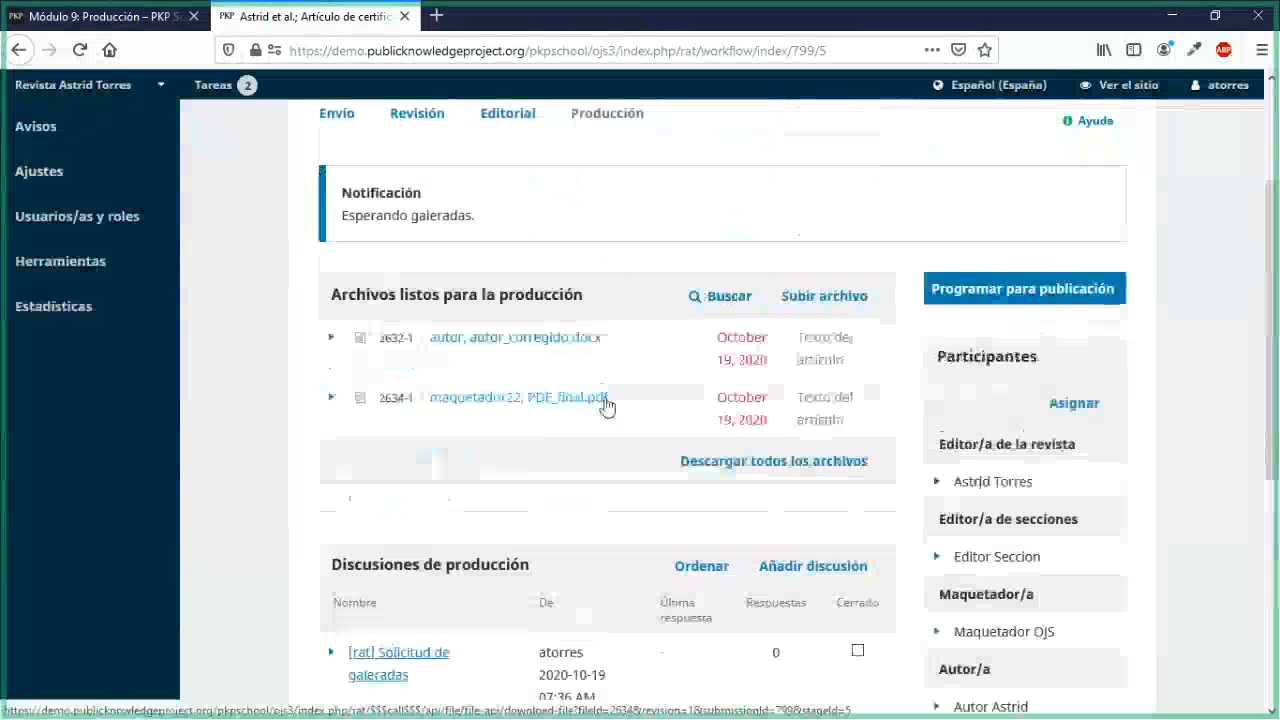 Módulo 9: Producción – PKP S
Astrid et al.; Artículo de certific
https://demo.publicknowledgeproject.org/pkpschool/ojs3/index.php/rat/workflow/index/799/5
ABP
Revista Astrid Torres
Tareas 2
Español (España)
Ver el sitio
atorres
Avisos
Ajustes
Usuarios/as y roles
Herramientas
Estadísticas
Envío
Revisión
Editorial
Producción
Ayuda
Notificación
Esperando galeradas.
Archivos listos para la producción
Buscar
Subir archivo
2632-1 autor, autor_corregido.docx October 19, 2020 Texto del artículo
2634-1 maquetador22, PDF_final.pdf October 19, 2020 Texto del artículo
Descargar todos los archivos
Discusiones de producción
Ordenar
Añadir discusión
Nombre De Última respuesta Respuestas Cerrado
[rat] Solicitud de galeradas
atorres
2020-10-19
07:36 AM
-
0
Programar para publicación
Participantes
Asignar
Editor/a de la revista
Astrid Torres
Editor/a de secciones
Editor Seccion
Maquetador/a
Maquetador OJS
Autor/a
Autor Astrid
https://demo.publicknowledgeproject.org/pkpschool/ojs3/index.php/rat/$$$call$$$/api/file/file-api/download-file?fileId=2634&revision=1&submissionId=799&stageId=5